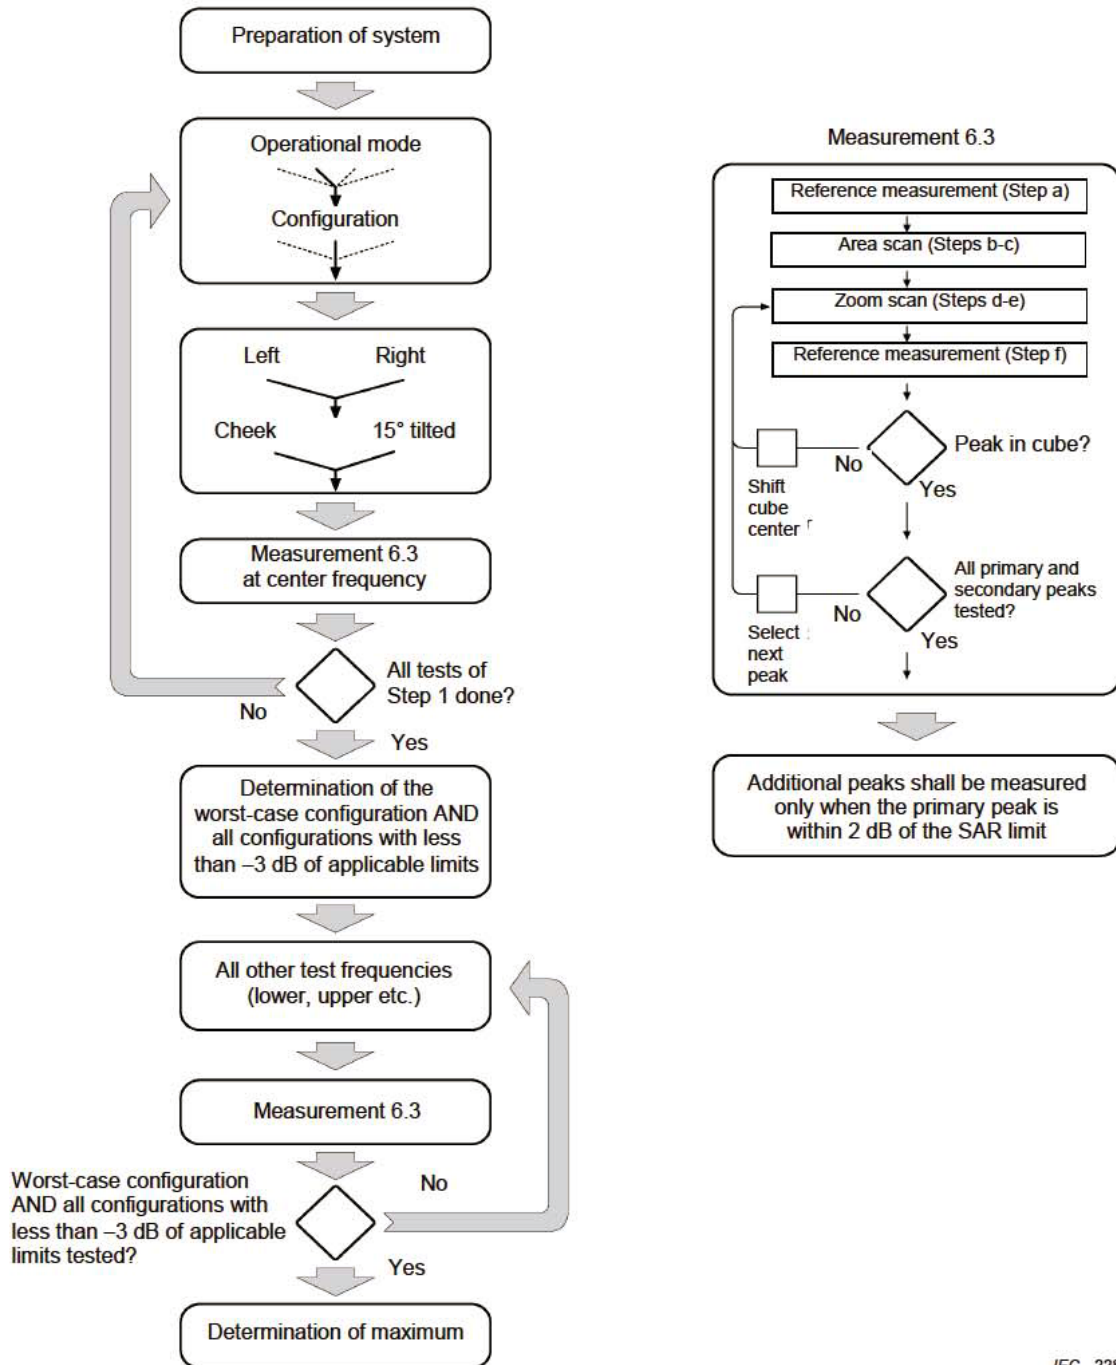 Preparation of system
Operational mode
Configuration
Left Right
Cheek 15° tilted
Measurement 6.3
at center frequency
All tests of
Step 1 done?
No
Yes
Determination of the
worst-case configuration AND
all configurations with less
than –3 dB of applicable limits
All other test frequencies
(lower, upper etc.)
Measurement 6.3
Worst-case configuration
AND all configurations with
less than –3 dB of applicable
limits tested?
No
Yes
Determination of maximum
Measurement 6.3
Reference measurement (Step a)
Area scan (Steps b-c)
Zoom scan (Steps d-e)
Reference measurement (Step f)
Peak in cube?
No
Yes
Shift
cube
center
All primary and
secondary peaks
tested?
No
Yes
Select
next
peak
Additional peaks shall be measured
only when the primary peak is
within 2 dB of the SAR limit